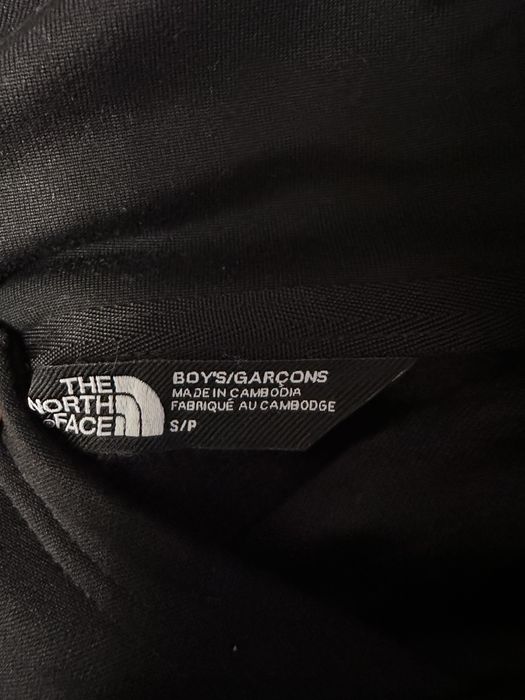 THE
NORTH
FACE
BOY'S/GARÇONS
MADE IN CAMBODIA
FABRIQUÉ AU CAMBODGE
S/P